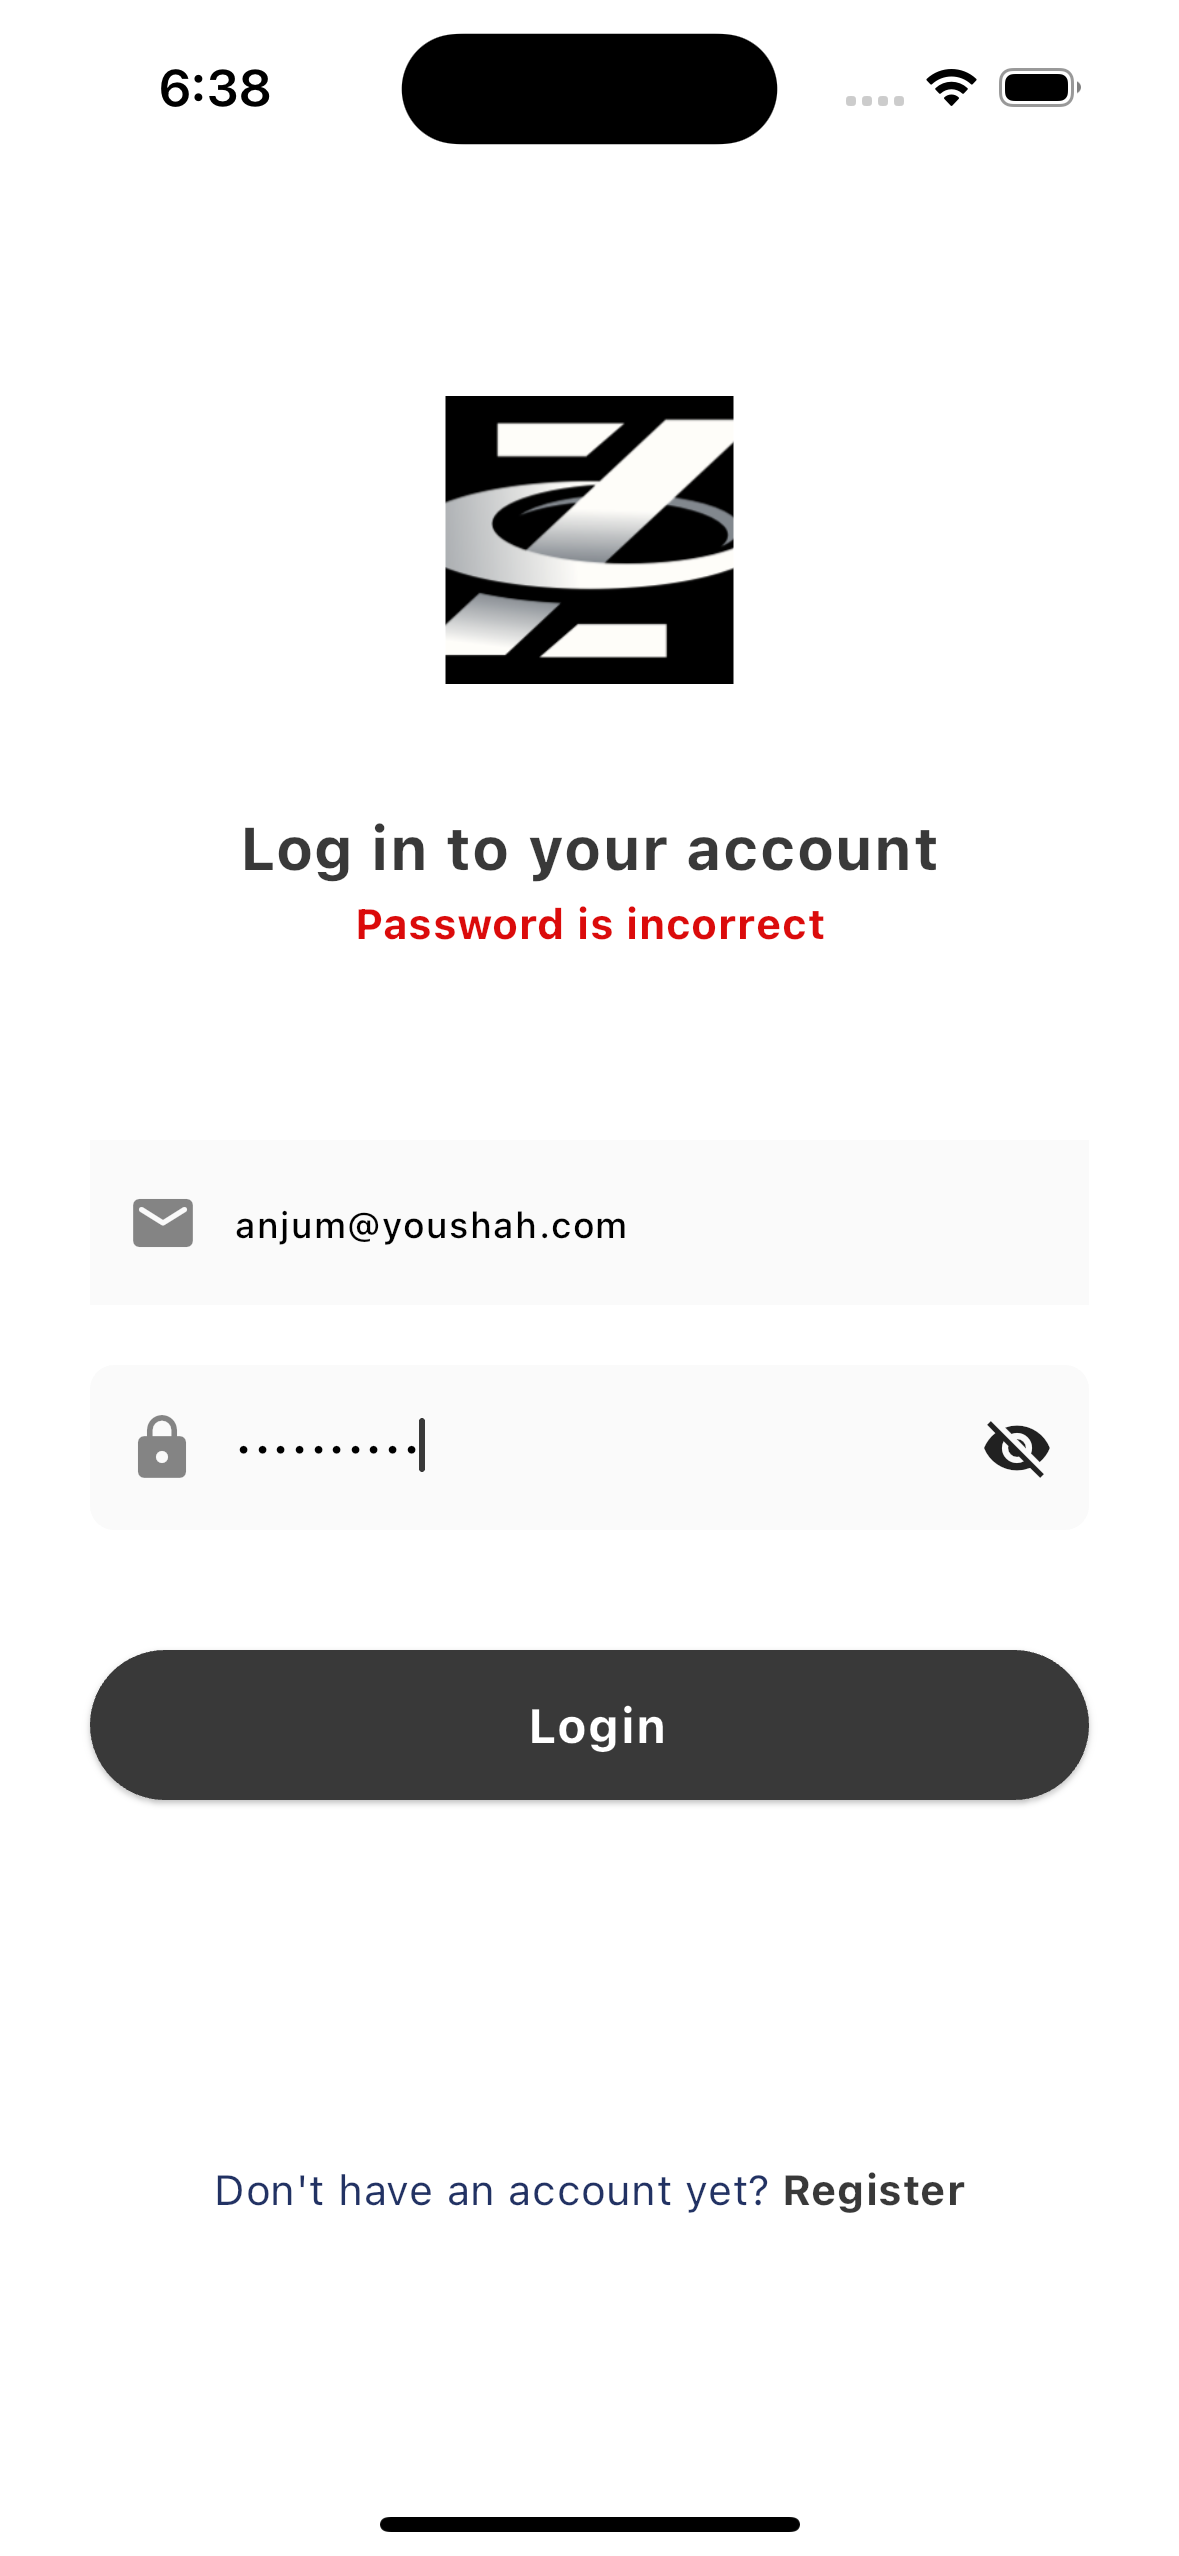 6:38
Log in to your account
Password is incorrect
anjum@youshah.com
••••••••••
Login
Don't have an account yet? Register